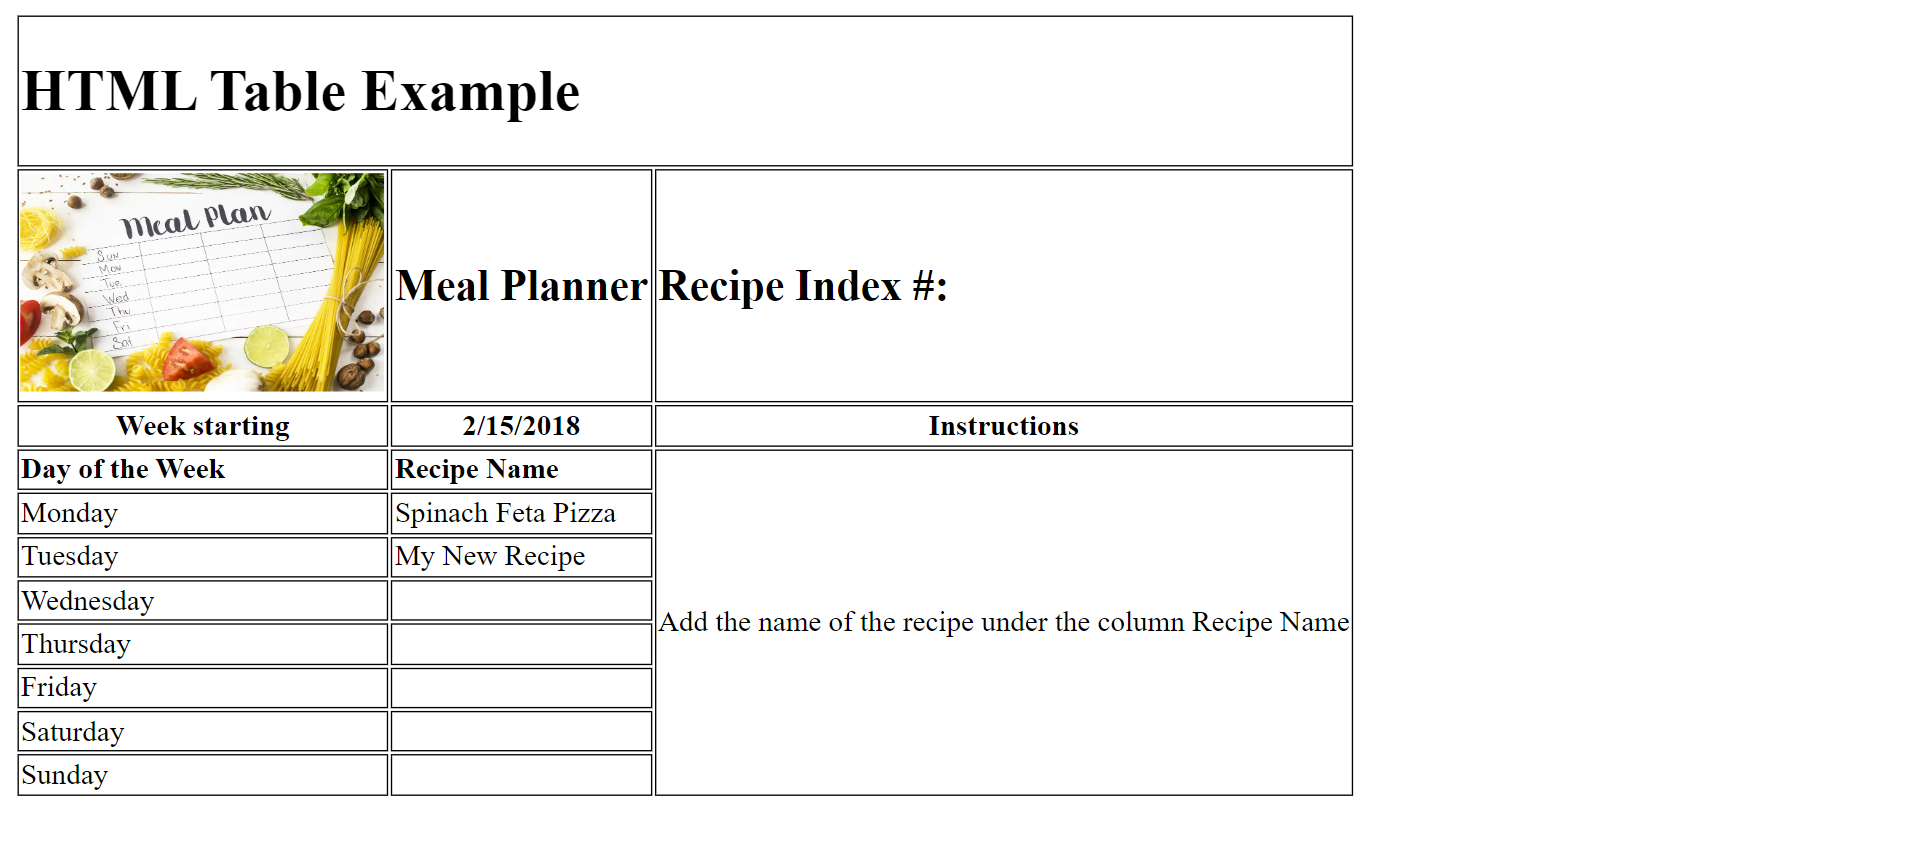 HTML Table Example
Meal Plan
Sun
Mon
Tue
Wed
Thu
Fri
Sat
Meal Planner
Recipe Index #:
Week starting
2/15/2018
Instructions
Day of the Week
Recipe Name
Monday
Spinach Feta Pizza
Tuesday
My New Recipe
Wednesday
Thursday
Friday
Saturday
Sunday
Add the name of the recipe under the column Recipe Name